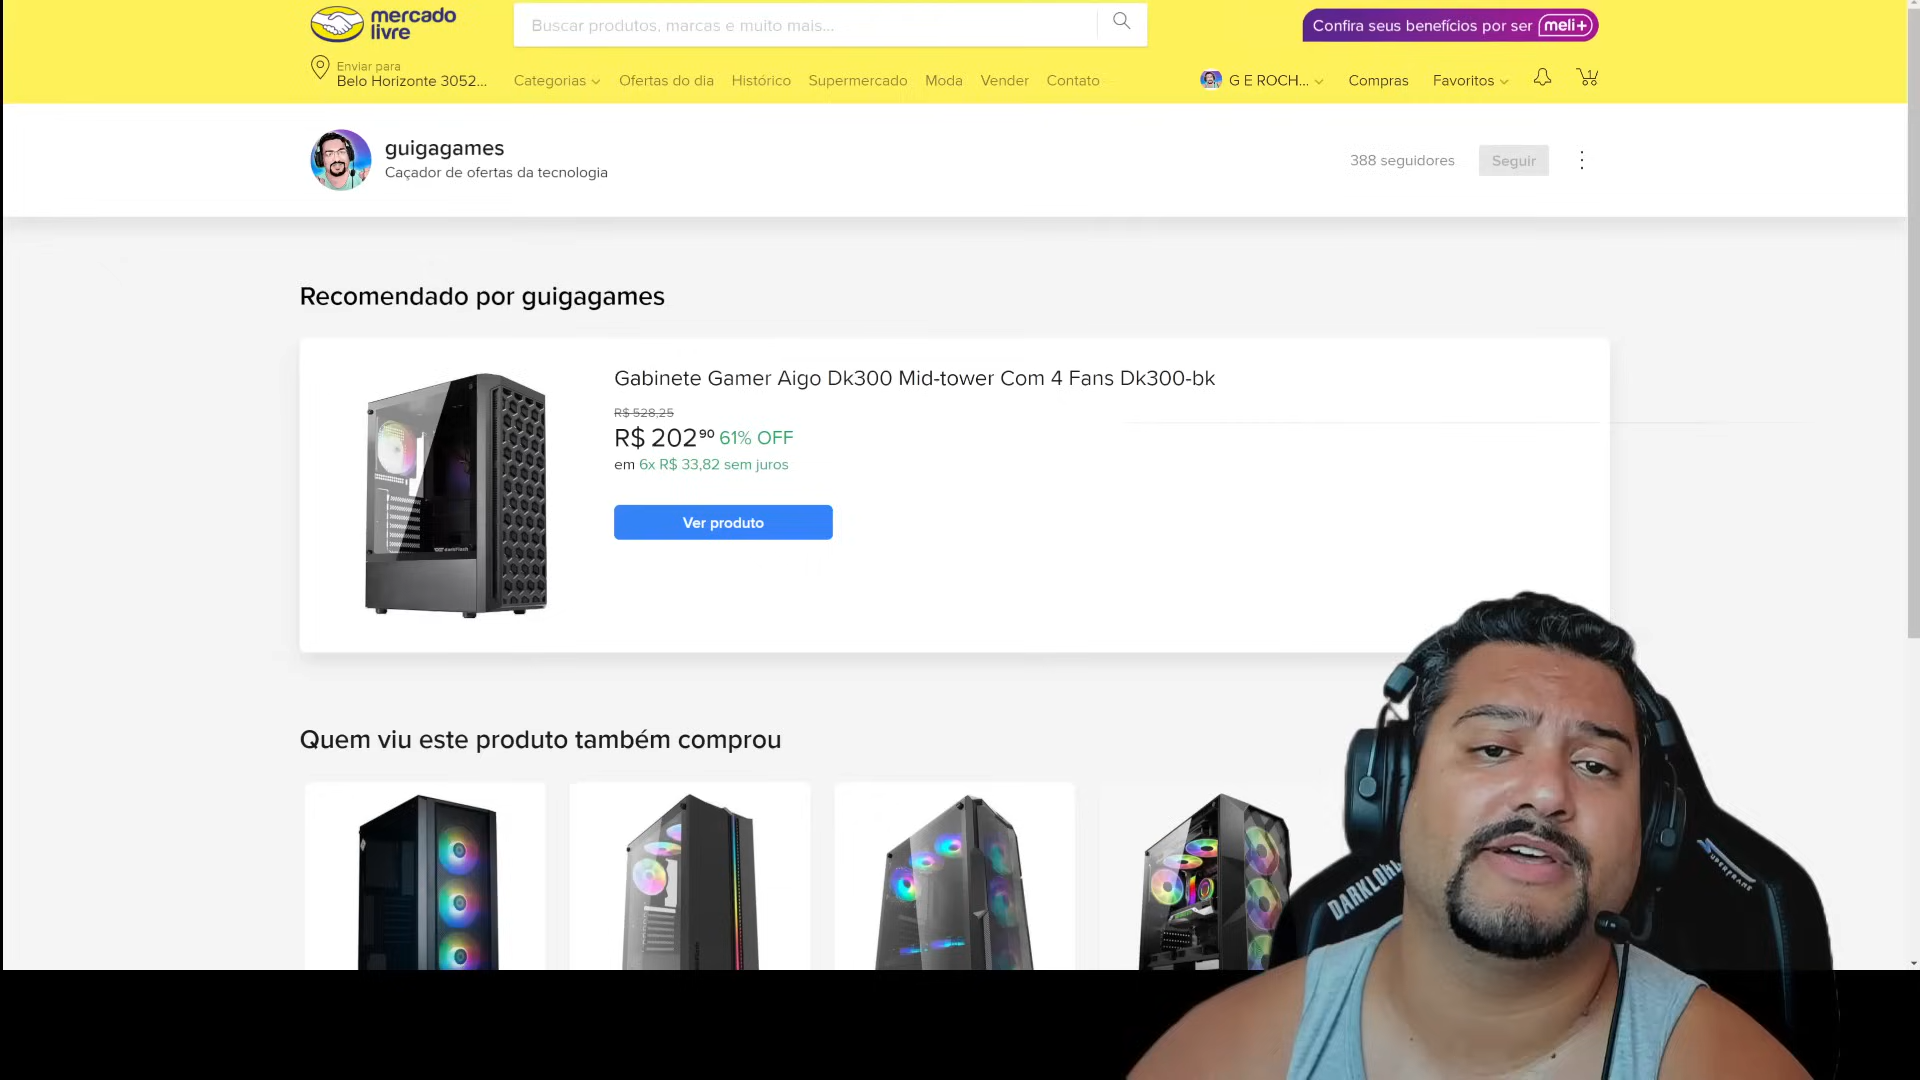 mercado
livre
Buscar produtos, marcas e muito mais...
Confira seus benefícios por ser meli+
Enviar para
Belo Horizonte 3052...
Categorias
Ofertas do dia
Histórico
Supermercado
Moda
Vender
Contato
G E ROCH...
Compras
Favoritos
1
guigagames
Caçador de ofertas da tecnologia
388 seguidores
Seguir
Recomendado por guigagames
Gabinete Gamer Aigo Dk300 Mid-tower Com 4 Fans Dk300-bk
R$ 528,25
R$ 202 90 61% OFF
em 6x R$ 33,82 sem juros
Ver produto
Quem viu este produto também comprou